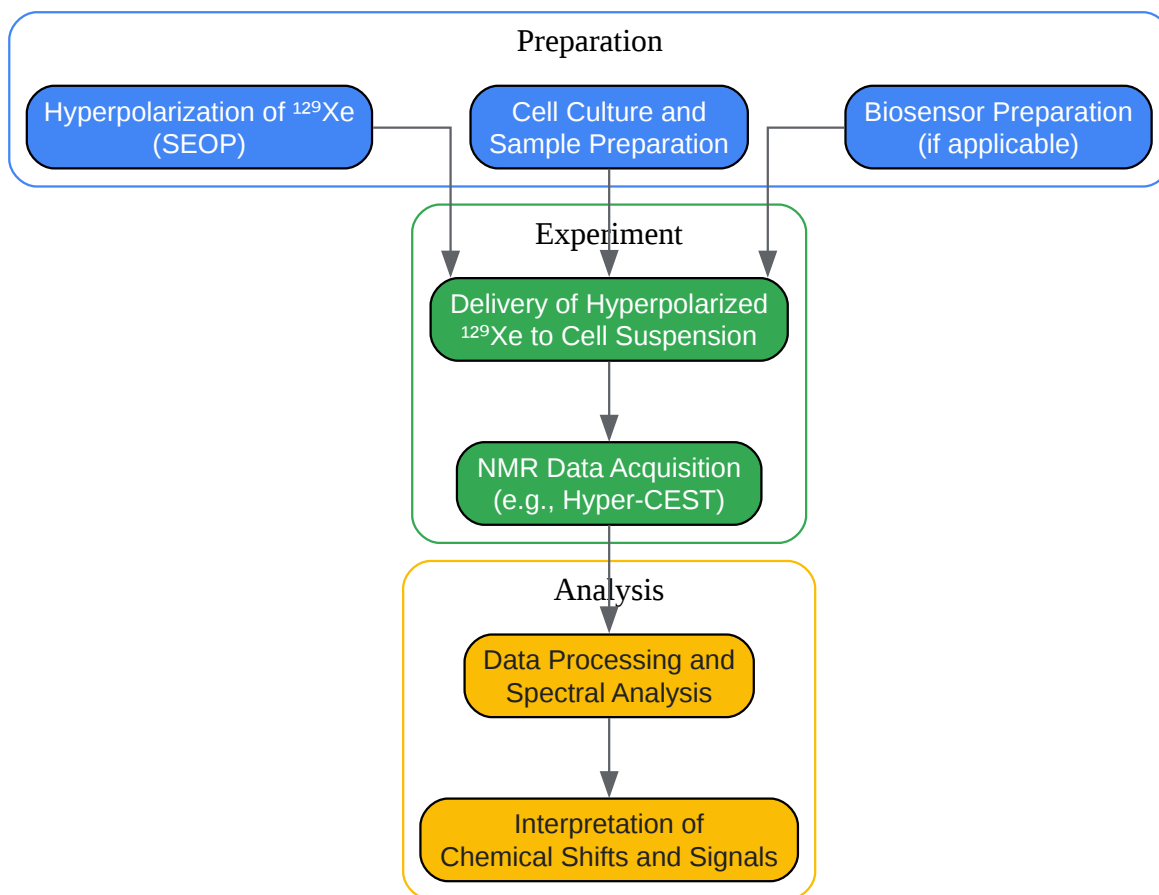 Preparation
Hyperpolarization of ¹²⁹Xe
(SEOP)
Cell Culture and
Sample Preparation
Biosensor Preparation
(if applicable)
Experiment
Delivery of Hyperpolarized
¹²⁹Xe to Cell Suspension
NMR Data Acquisition
(e.g., Hyper-CEST)
Analysis
Data Processing and
Spectral Analysis
Interpretation of
Chemical Shifts and Signals